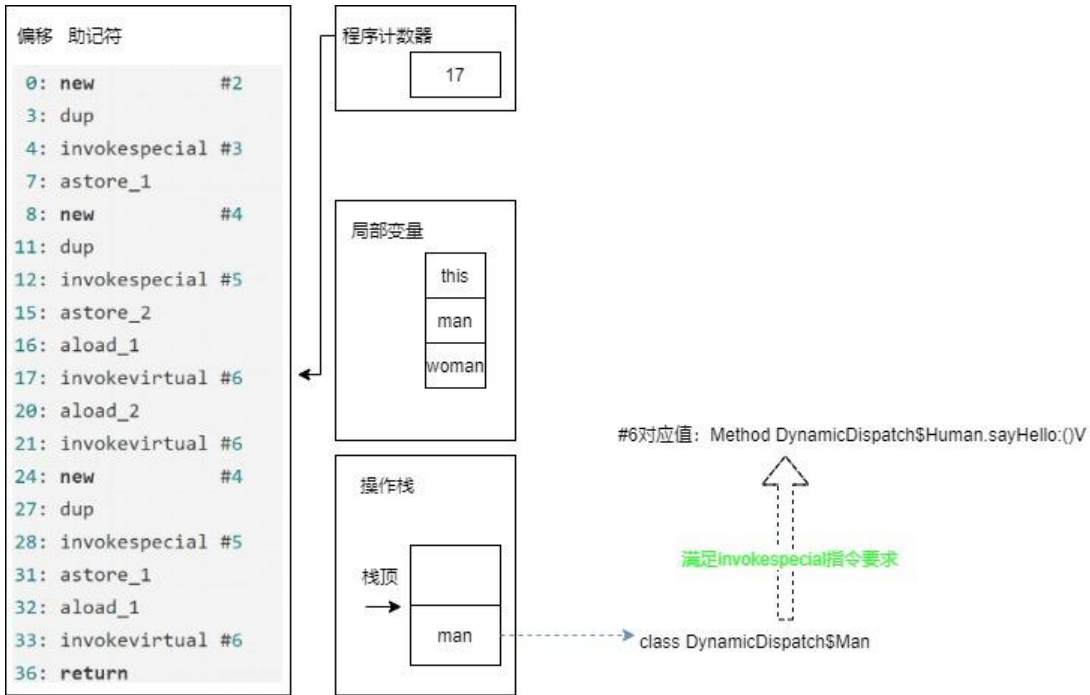 偏移 助记符
0: new #2
3: dup
4: invokespecial #3
7: astore_1
8: new #4
11: dup
12: invokespecial #5
15: astore_2
16: aload_1
17: invokevirtual #6
20: aload_2
21: invokevirtual #6
24: new #4
27: dup
28: invokespecial #5
31: astore_1
32: aload_1
33: invokevirtual #6
36: return
程序计数器
17
局部变量
this
man
woman
操作栈
栈顶
man
#6对应值：Method DynamicDispatch$Human.sayHello:()V
满足invokespecial指令要求
class DynamicDispatch$Man